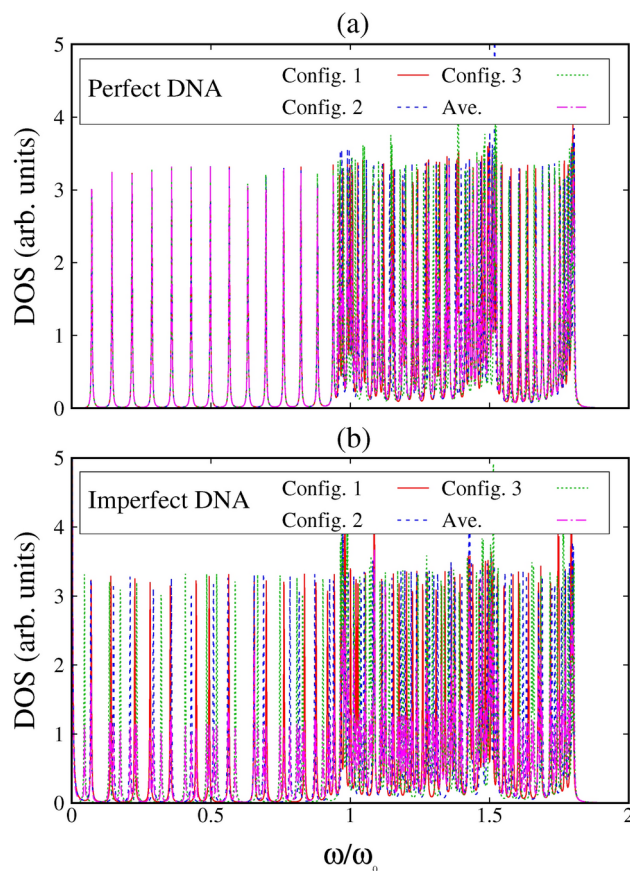 (a)
DOS (arb. units)
5
4
3
2
1
0
Perfect DNA
Config. 1
Config. 3
Config. 2
Ave.
(b)
DOS (arb. units)
5
4
3
2
1
0
Imperfect DNA
Config. 1
Config. 3
Config. 2
Ave.
0
0.5
1
1.5
2
ω/ω₀